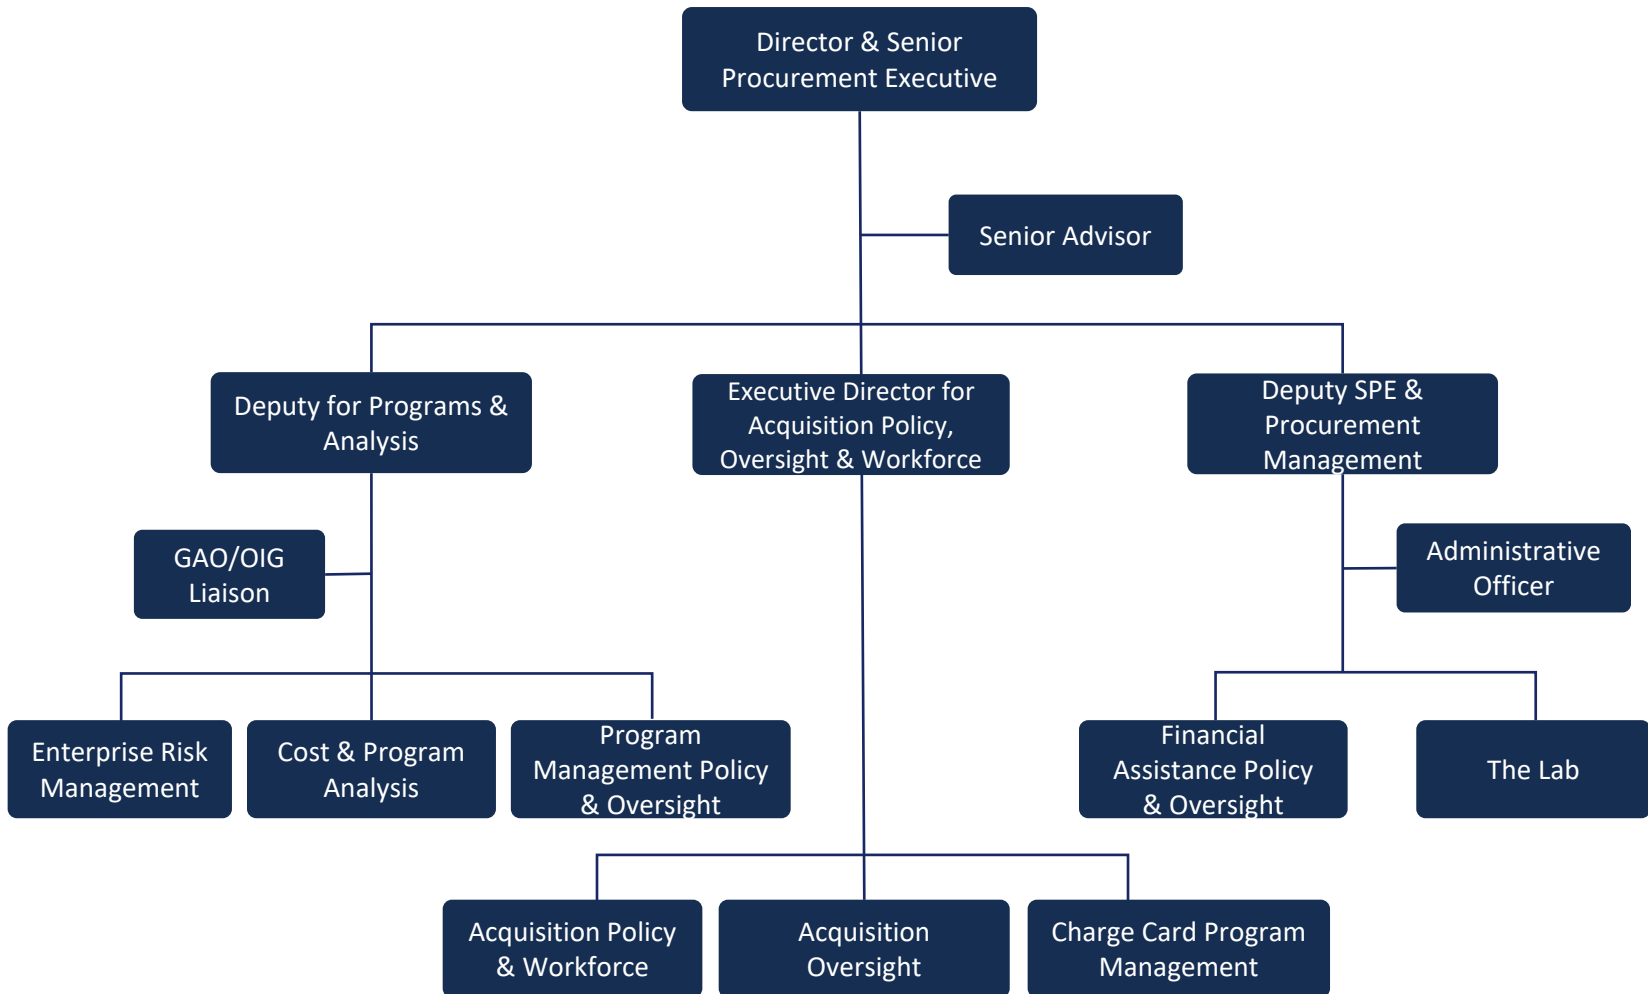 Director & Senior
Procurement Executive
Senior Advisor
Deputy for Programs &
Analysis
Executive Director for
Acquisition Policy,
Oversight & Workforce
Deputy SPE &
Procurement
Management
GAO/OIG
Liaison
Administrative
Officer
Enterprise Risk
Management
Cost & Program
Analysis
Program
Management Policy
& Oversight
Financial
Assistance Policy
& Oversight
The Lab
Acquisition Policy
& Workforce
Acquisition
Oversight
Charge Card Program
Management